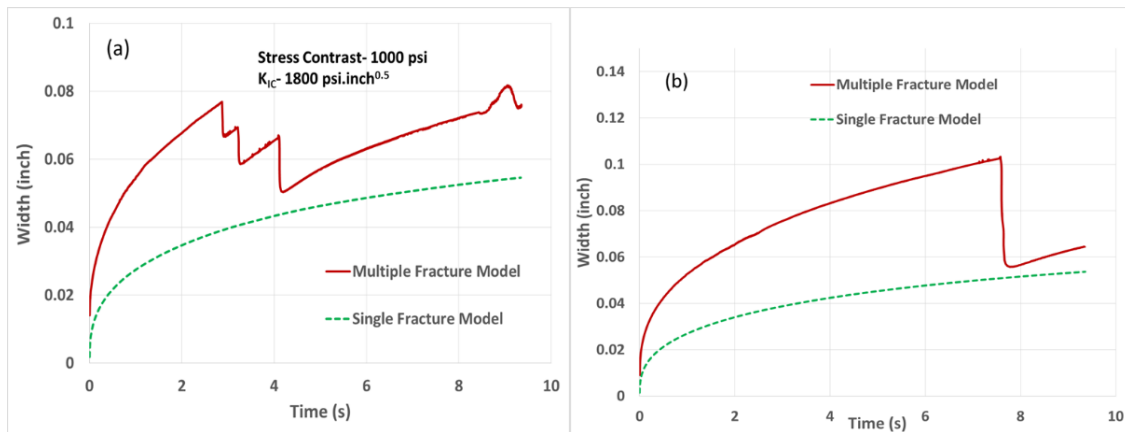 0.1
(a)
Stress Contrast- 1000 psi
K_IC- 1800 psi.inch^0.5
0.08
0.06
Width (inch)
0.04
0.02
0
Multiple Fracture Model
Single Fracture Model
0 2 4 6 8 10
Time (s)
0.14
(b)
Multiple Fracture Model
Single Fracture Model
0.12
0.1
0.08
Width (inch)
0.06
0.04
0.02
0
0 2 4 6 8 10
Time (s)